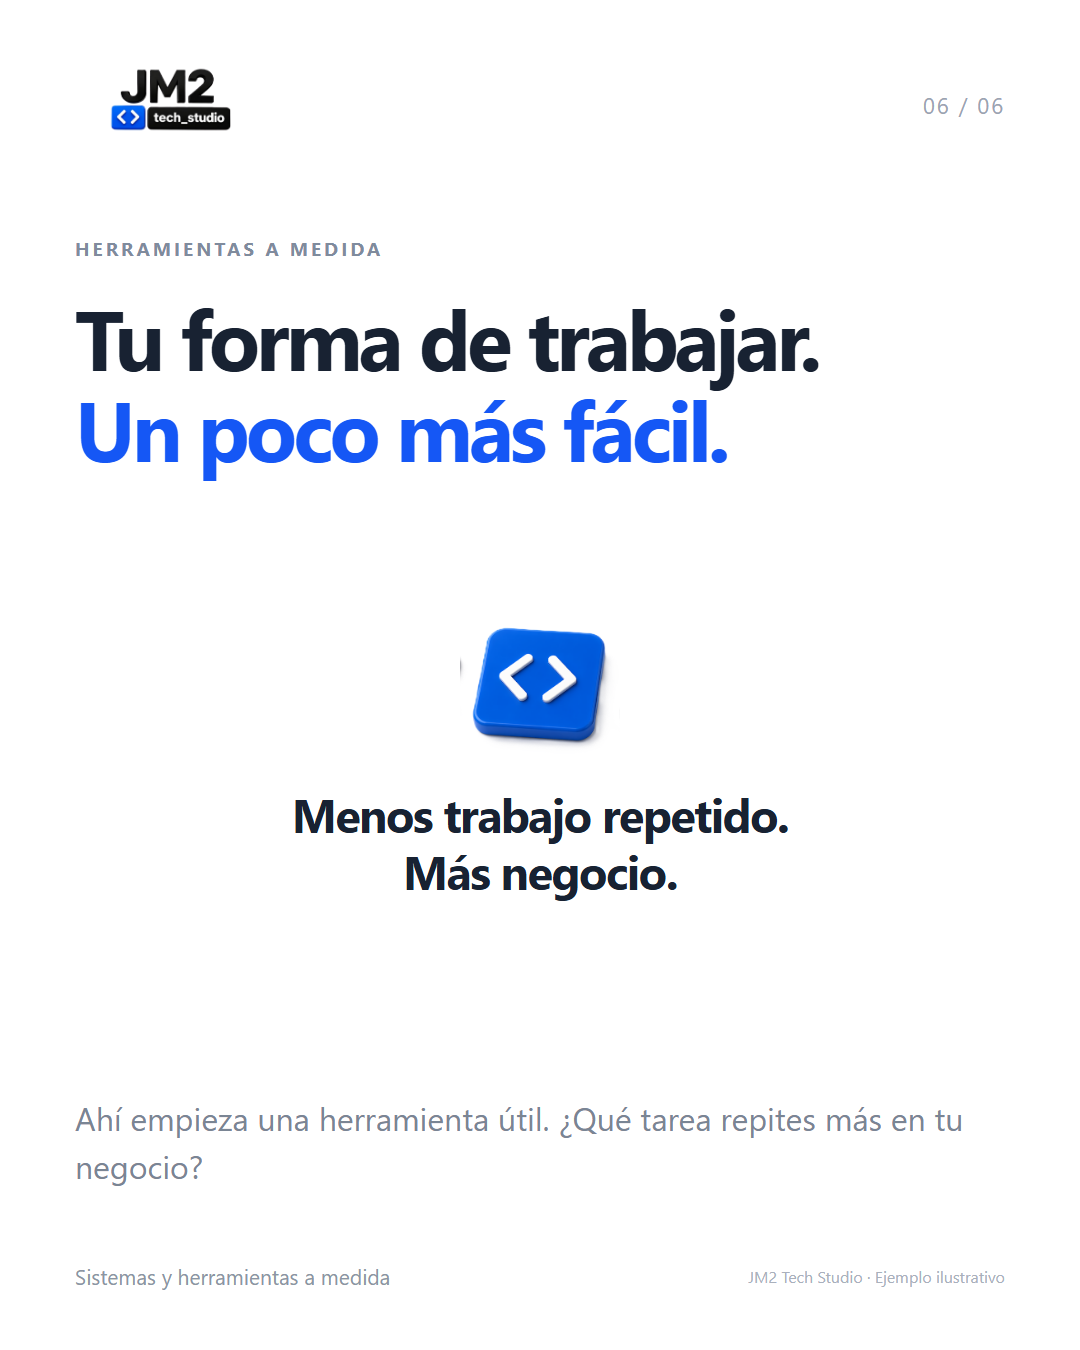 JM2
<> tech_studio
06 / 06
HERRAMIENTAS A MEDIDA
Tu forma de trabajar.
Un poco más fácil.
<>
Menos trabajo repetido.
Más negocio.
Ahí empieza una herramienta útil. ¿Qué tarea repites más en tu
negocio?
Sistemas y herramientas a medida
JM2 Tech Studio · Ejemplo ilustrativo